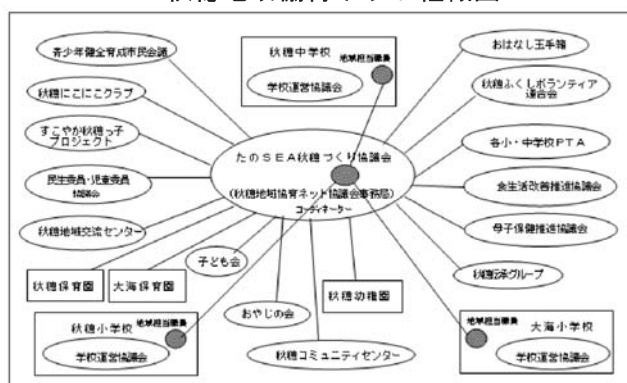 秋穂中学校
地域担当職員
学校運営協議会
青少年健全育成市民会議
秋穂にこにこクラブ
すこやか秋穂っ子
プロジェクト
民生委員・児童委員
協議会
秋穂地域交流センター
秋穂保育園
大海保育園
子ども会
おやじの会
秋穂コミュニティセンター
秋穂幼稚園
たのSEA秋穂づくり協議会
(秋穂地域協育ネット協議会事務局)
コーディネーター
おはなし玉手箱
秋穂ふくしボランティア
連合会
各小・中学校PTA
食生活改善推進協議会
母子保健推進協議会
秋穂伝承グループ
秋穂小学校
地域担当職員
学校運営協議会
大海小学校
地域担当職員
学校運営協議会